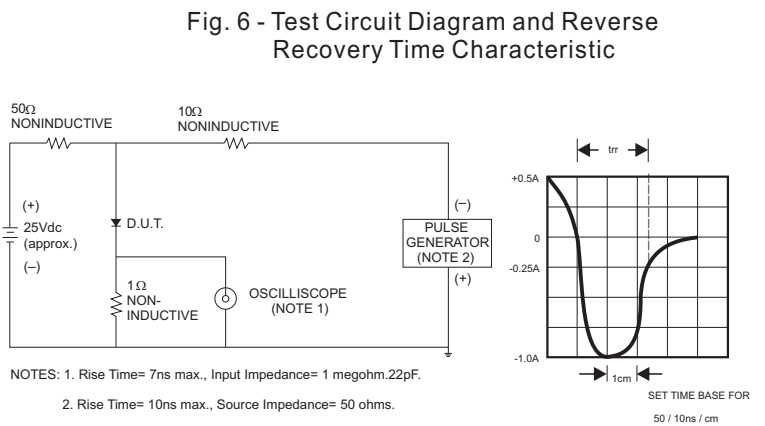 Fig. 6 - Test Circuit Diagram and Reverse
Recovery Time Characteristic
50Ω
NONINDUCTIVE
10Ω
NONINDUCTIVE
(+)
25Vdc
(approx.)
(–)
D.U.T.
1Ω
NON-
INDUCTIVE
OSCILLISCOPE
(NOTE 1)
(–)
PULSE
GENERATOR
(NOTE 2)
(+)
trr
+0.5A
0
-0.25A
-1.0A
1cm
SET TIME BASE FOR
50 / 10ns / cm
NOTES: 1. Rise Time= 7ns max., Input Impedance= 1 megohm.22pF.
2. Rise Time= 10ns max., Source Impedance= 50 ohms.